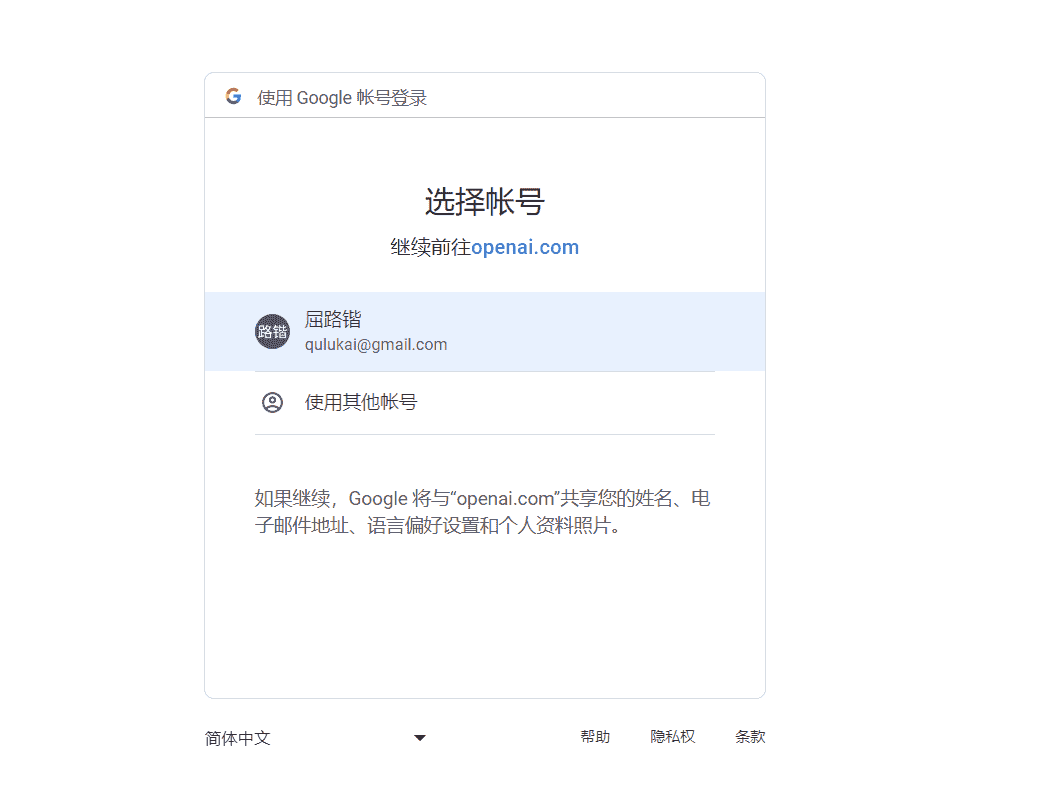 使用 Google 帐号登录
选择帐号
继续前往openai.com
路锴
屈路锴
qulukai@gmail.com
使用其他帐号
如果继续，Google 将与“openai.com”共享您的姓名、电
子邮件地址、语言偏好设置和个人资料照片。
简体中文
帮助 隐私权 条款